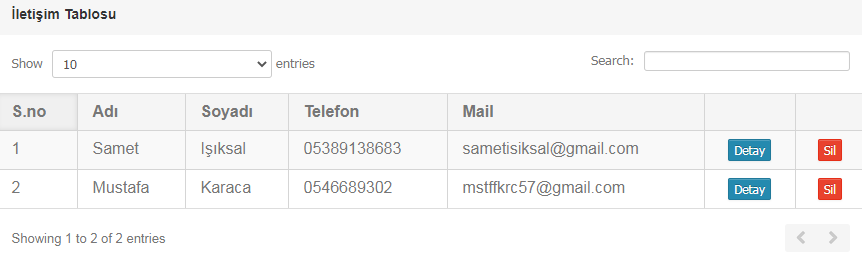 İletişim Tablosu
Show 10 entries Search:
S.no Adı Soyadı Telefon Mail
1 Samet Işıksal 05389138683 sametisiksal@gmail.com Detay Sil
2 Mustafa Karaca 0546689302 mstffkrc57@gmail.com Detay Sil
Showing 1 to 2 of 2 entries